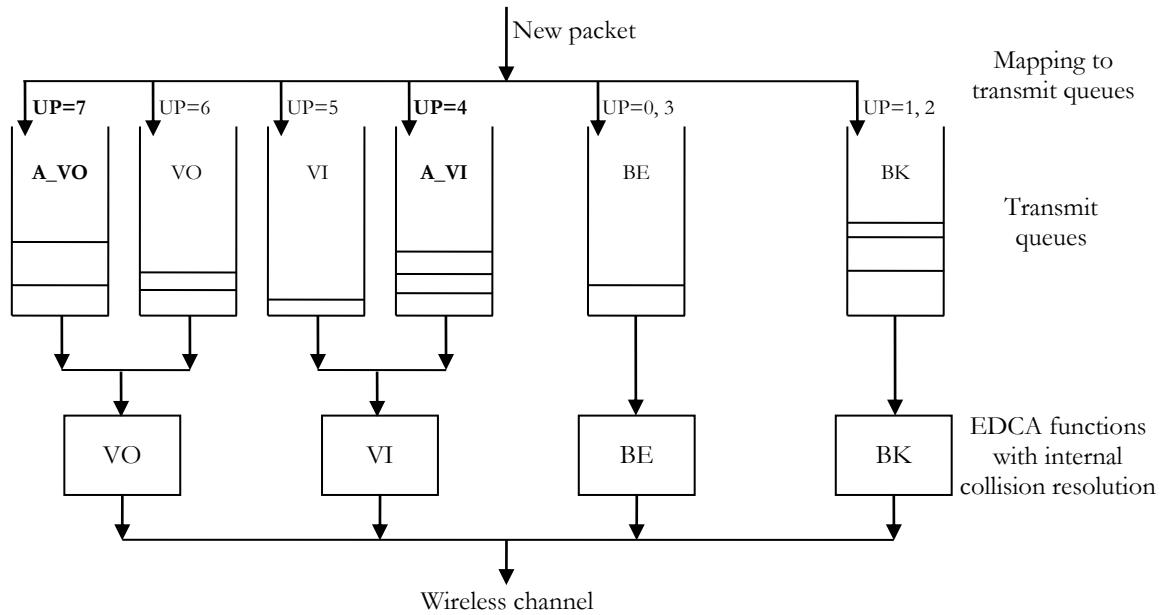 New packet
Mapping to
transmit queues
UP=7
UP=6
UP=5
UP=4
UP=0, 3
UP=1, 2
A_VO
VO
VI
A_VI
BE
BK
Transmit
queues
VO
VI
BE
BK
EDCA functions
with internal
collision resolution
Wireless channel